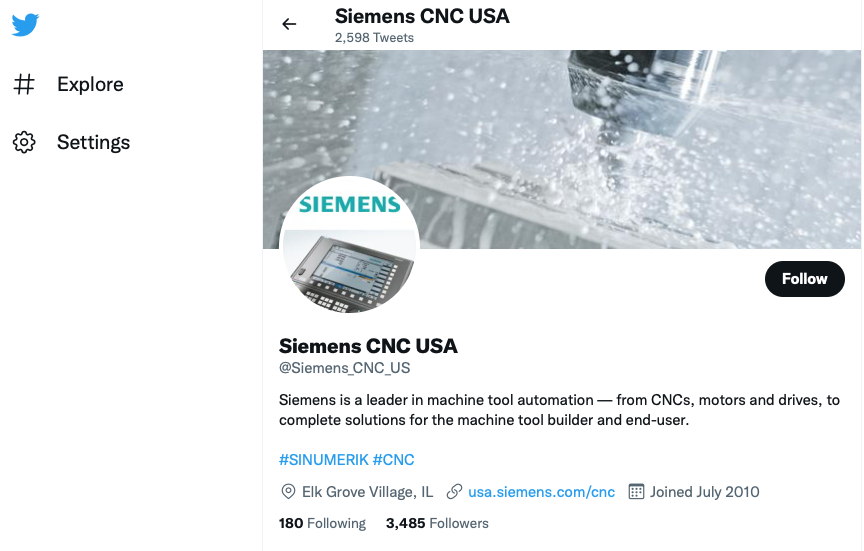 Siemens CNC USA
2,598 Tweets
Explore
Settings
SIEMENS
Follow
Siemens CNC USA
@Siemens_CNC_US
Siemens is a leader in machine tool automation — from CNCs, motors and drives, to
complete solutions for the machine tool builder and end-user.
#SINUMERIK #CNC
Elk Grove Village, IL usa.siemens.com/cnc Joined July 2010
180 Following 3,485 Followers